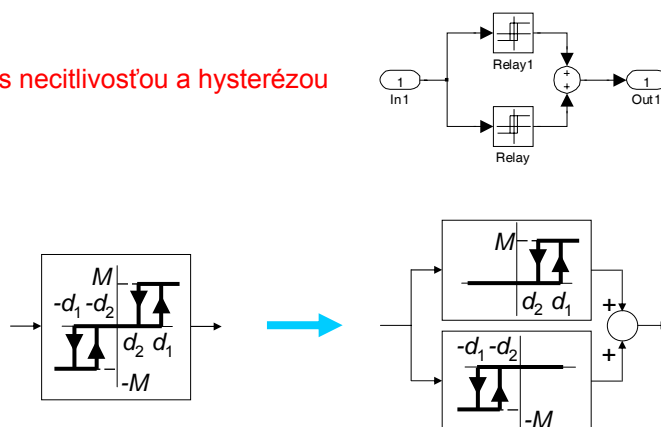 s necitlivosťou a hysterézou
1
In1
Relay1
Relay
+
+
1
Out1
M
-d1 -d2
d2 d1
-M
M
d2 d1
-d1 -d2
-M
+
+